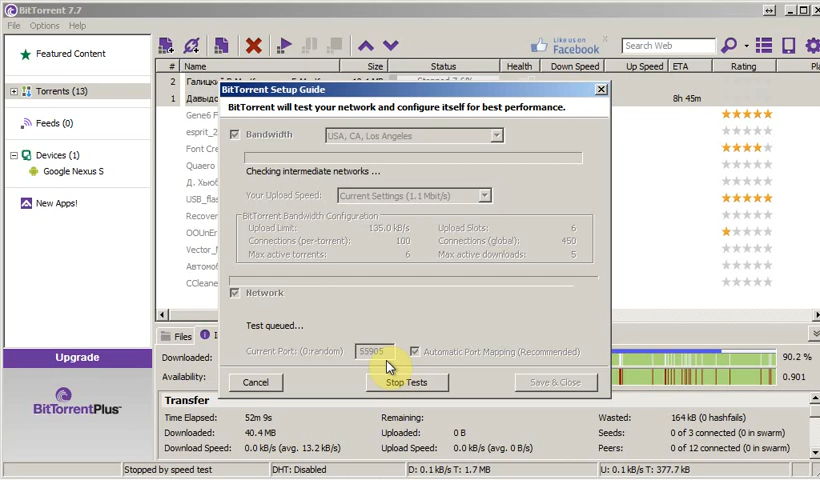 BitTorrent 7.7
File Options Help
Like us on
Facebook
Search Web
Featured Content
Torrents (13)
Feeds (0)
Devices (1)
Google Nexus S
New Apps!
Upgrade
BitTorrentPlus™
# Name Size Status Health Down Speed Up Speed ETA Rating
2
1 8h 45m
Gene6 F
esprit_2
Font Cre
Quaero
Д. Хьюб
USB_flas
Recover
OOUnEr
Vector_M
Автомоб
CCleane
BitTorrent Setup Guide
BitTorrent will test your network and configure itself for best performance.
Bandwidth USA, CA, Los Angeles
Checking intermediate networks ...
Your Upload Speed: Current Settings (1.1 Mbit/s)
BitTorrent Bandwidth Configuration
Upload Limit: 135.0 kB/s Upload Slots: 6
Connections (per-torrent): 100 Connections (global): 450
Max active torrents: 6 Max active downloads: 5
Network
Test queued...
Current Port: (0:random) 55905 Automatic Port Mapping (Recommended)
Cancel Stop Tests Save & Close
Files
Downloaded: 90.2 %
Availability: 0.901
Transfer
Time Elapsed: 52m 9s Remaining: Wasted: 164 kB (0 hashfails)
Downloaded: 40.4 MB Uploaded: 0 B Seeds: 0 of 3 connected (0 in swarm)
Download Speed: 0.0 kB/s (avg. 13.2 kB/s) Upload Speed: 0.0 kB/s (avg. 0 B/s) Peers: 0 of 12 connected (0 in swarm)
Stopped by speed test DHT: Disabled D: 0.1 kB/s T: 1.7 MB U: 0.1 kB/s T: 377.7 kB